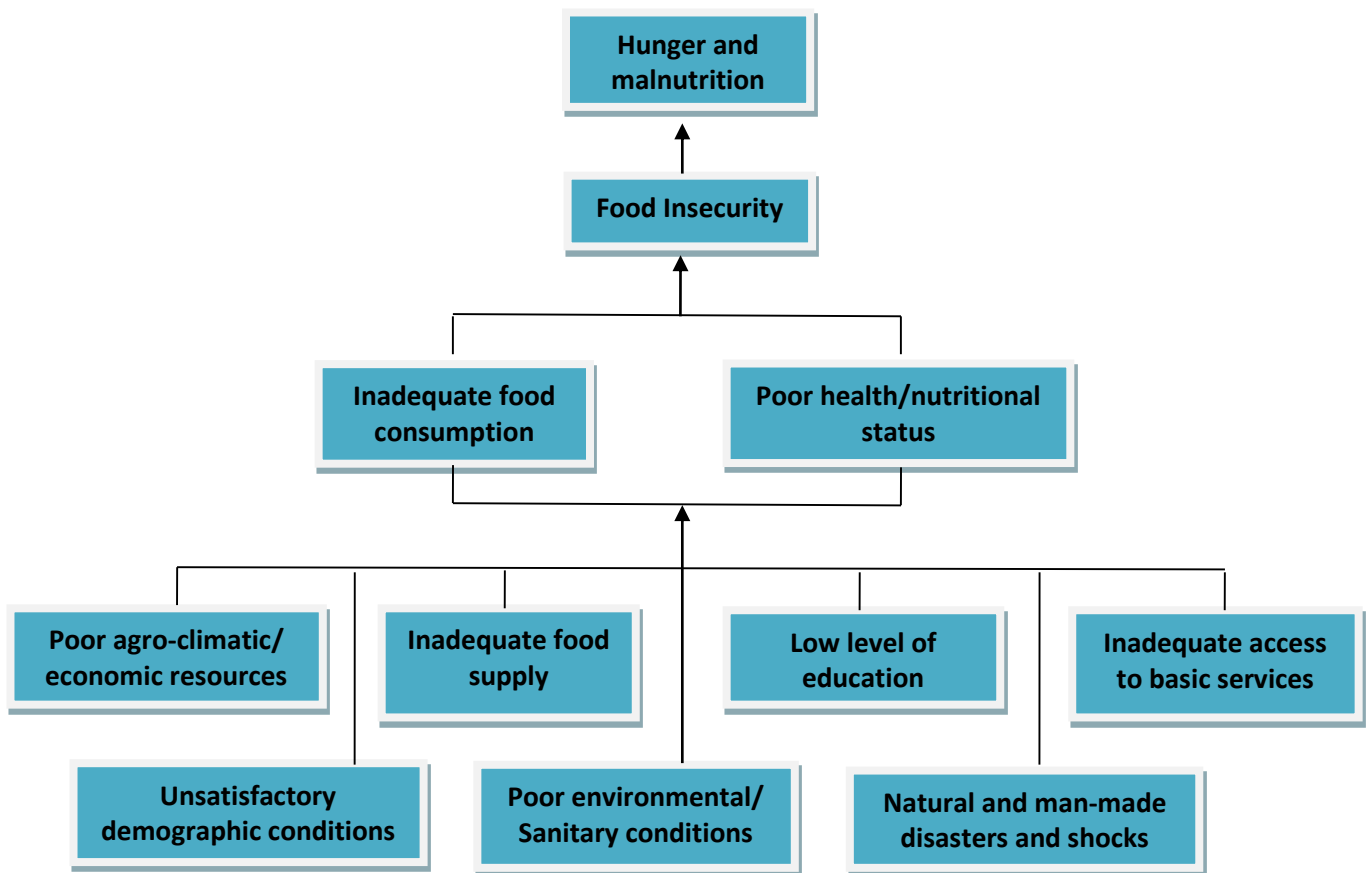 Hunger and
malnutrition
Food Insecurity
Inadequate food
consumption
Poor health/nutritional
status
Poor agro-climatic/
economic resources
Inadequate food
supply
Low level of
education
Inadequate access
to basic services
Unsatisfactory
demographic conditions
Poor environmental/
Sanitary conditions
Natural and man-made
disasters and shocks